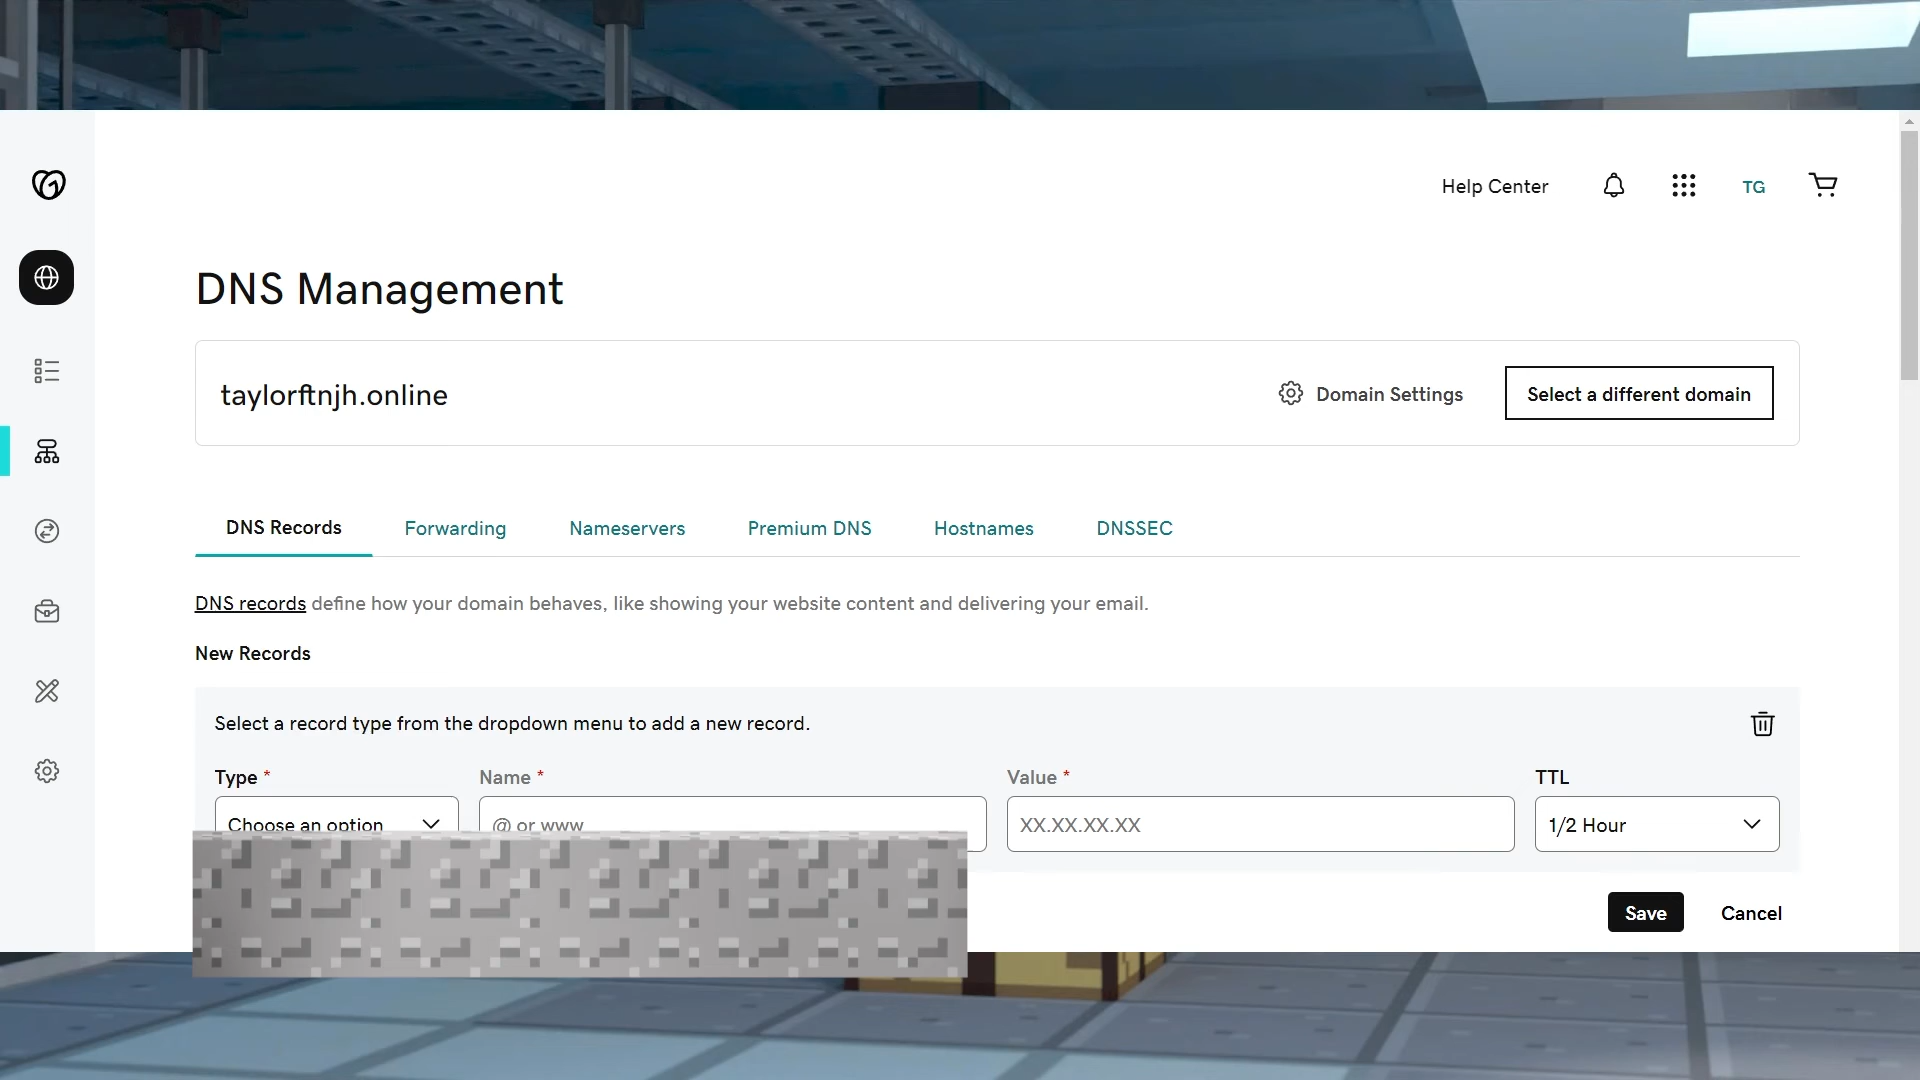 Help Center
TG
DNS Management
taylorftnjh.online
Domain Settings
Select a different domain
DNS Records
Forwarding
Nameservers
Premium DNS
Hostnames
DNSSEC
DNS records define how your domain behaves, like showing your website content and delivering your email.
New Records
Select a record type from the dropdown menu to add a new record.
Type *
Name *
Value *
TTL
Choose an option
@ or www
XX.XX.XX.XX
1/2 Hour
Save
Cancel